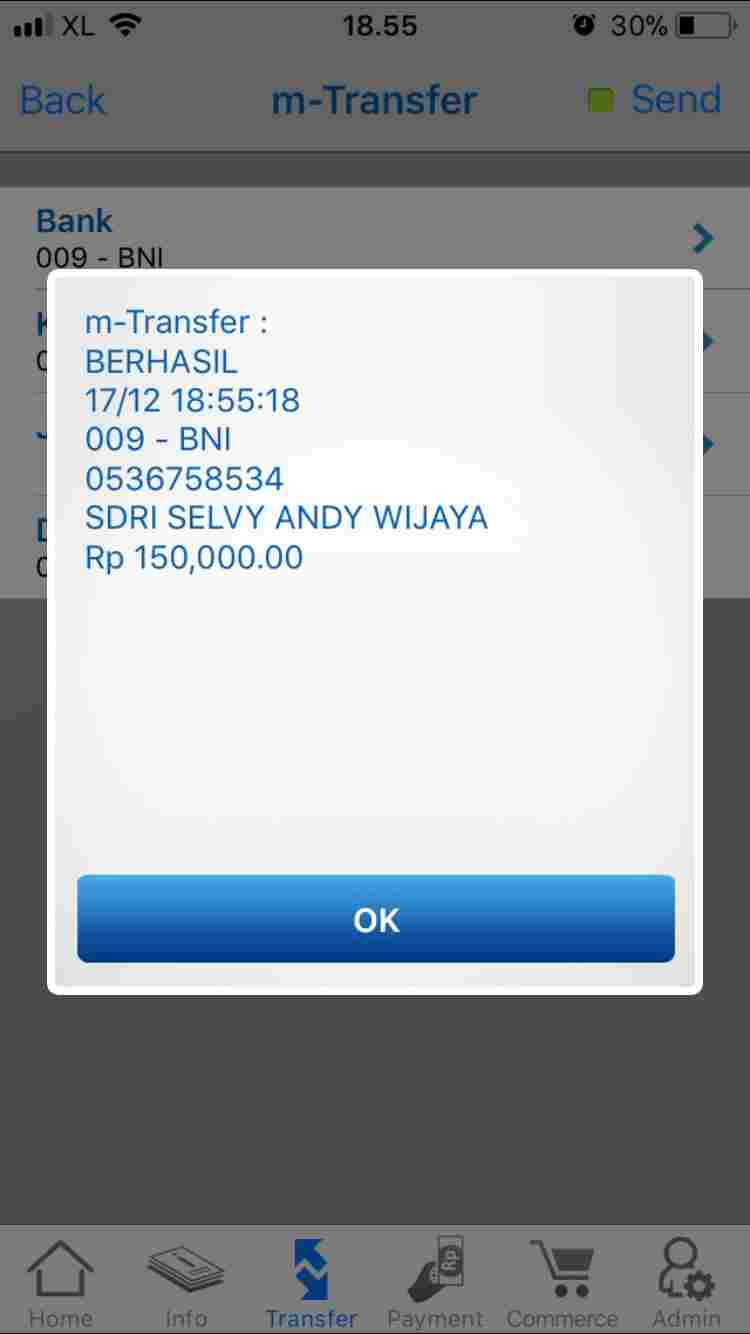 XL 18.55 30%
Back m-Transfer Send
Bank
009 - BNI
m-Transfer :
BERHASIL
17/12 18:55:18
009 - BNI
0536758534
SDRI SELVY ANDY WIJAYA
Rp 150,000.00
OK
Home Info Transfer Payment Commerce Admin